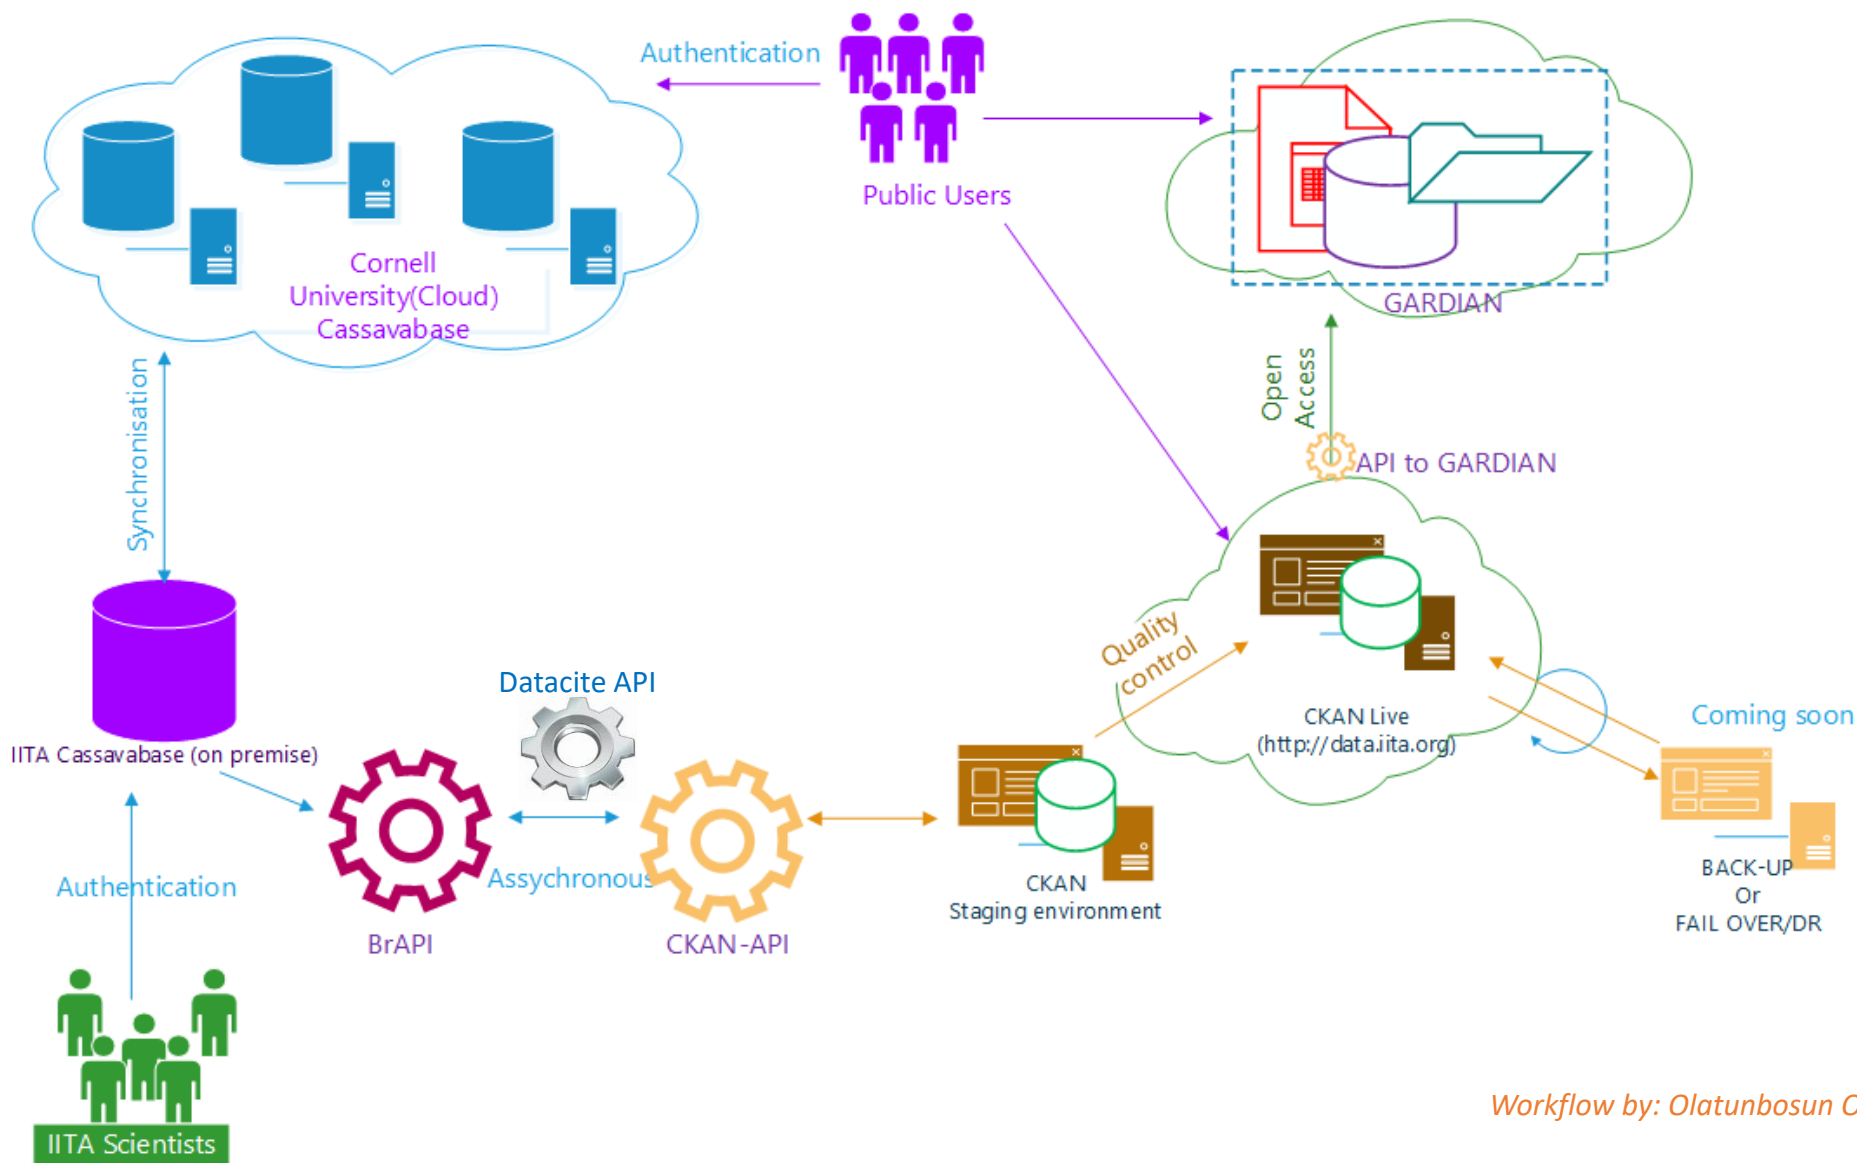 Authentication
Public Users
Cornell
University(Cloud)
Cassavabase
GARDIAN
Synchronisation
Open
Access
API to GARDIAN
IITA Cassavabase (on premise)
Datacite API
Quality
control
CKAN Live
(http://data.iita.org)
Coming soon
Authentication
Assychronous
BrAPI
CKAN-API
CKAN
Staging environment
BACK-UP
Or
FAIL OVER/DR
IITA Scientists
Workflow by: Olatunbosun O